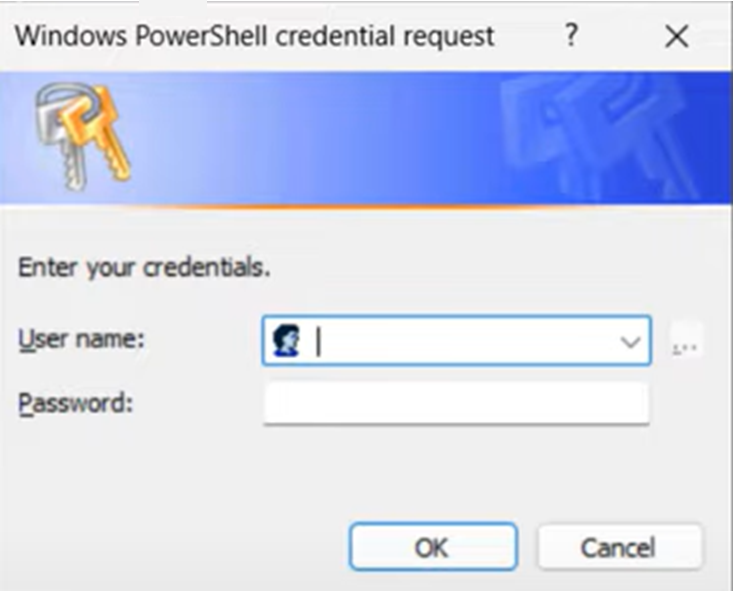 Windows PowerShell credential request ?
Enter your credentials.
User name:
...
Password:
OK Cancel